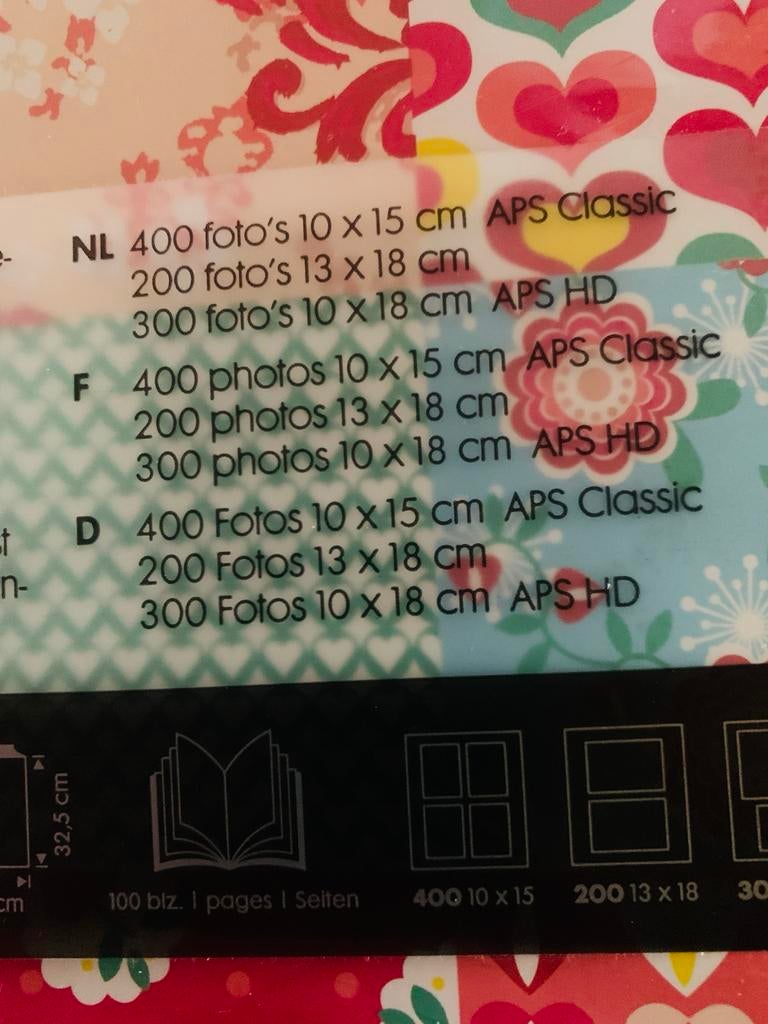 e-
NL 400 foto's 10 x 15 cm APS Classic
200 foto's 13 x 18 cm
300 foto's 10 x 18 cm APS HD
F 400 photos 10 x 15 cm APS Classic
200 photos 13 x 18 cm
300 photos 10 x 18 cm APS HD
D 400 Fotos 10 x 15 cm APS Classic
200 Fotos 13 x 18 cm
300 Fotos 10 x 18 cm APS HD
n-
32,5 cm
cm
100 blz. | pages | Seiten
400 10 x 15
200 13 x 18
30